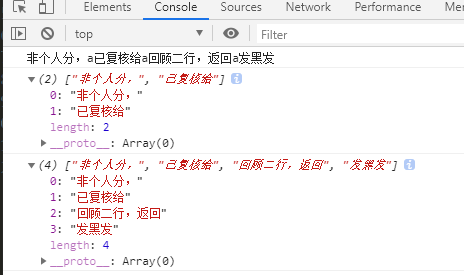 Elements Console Sources Network
top Filter
非个人分，a已复核给a回顾二行，返回a发黑发
(2) ["非个人分，", "已复核给"]
0: "非个人分，"
1: "已复核给"
length: 2
__proto__: Array(0)
(4) ["非个人分，", "已复核给", "回顾二行，返回", "发黑发"]
0: "非个人分，"
1: "已复核给"
2: "回顾二行，返回"
3: "发黑发"
length: 4
__proto__: Array(0)